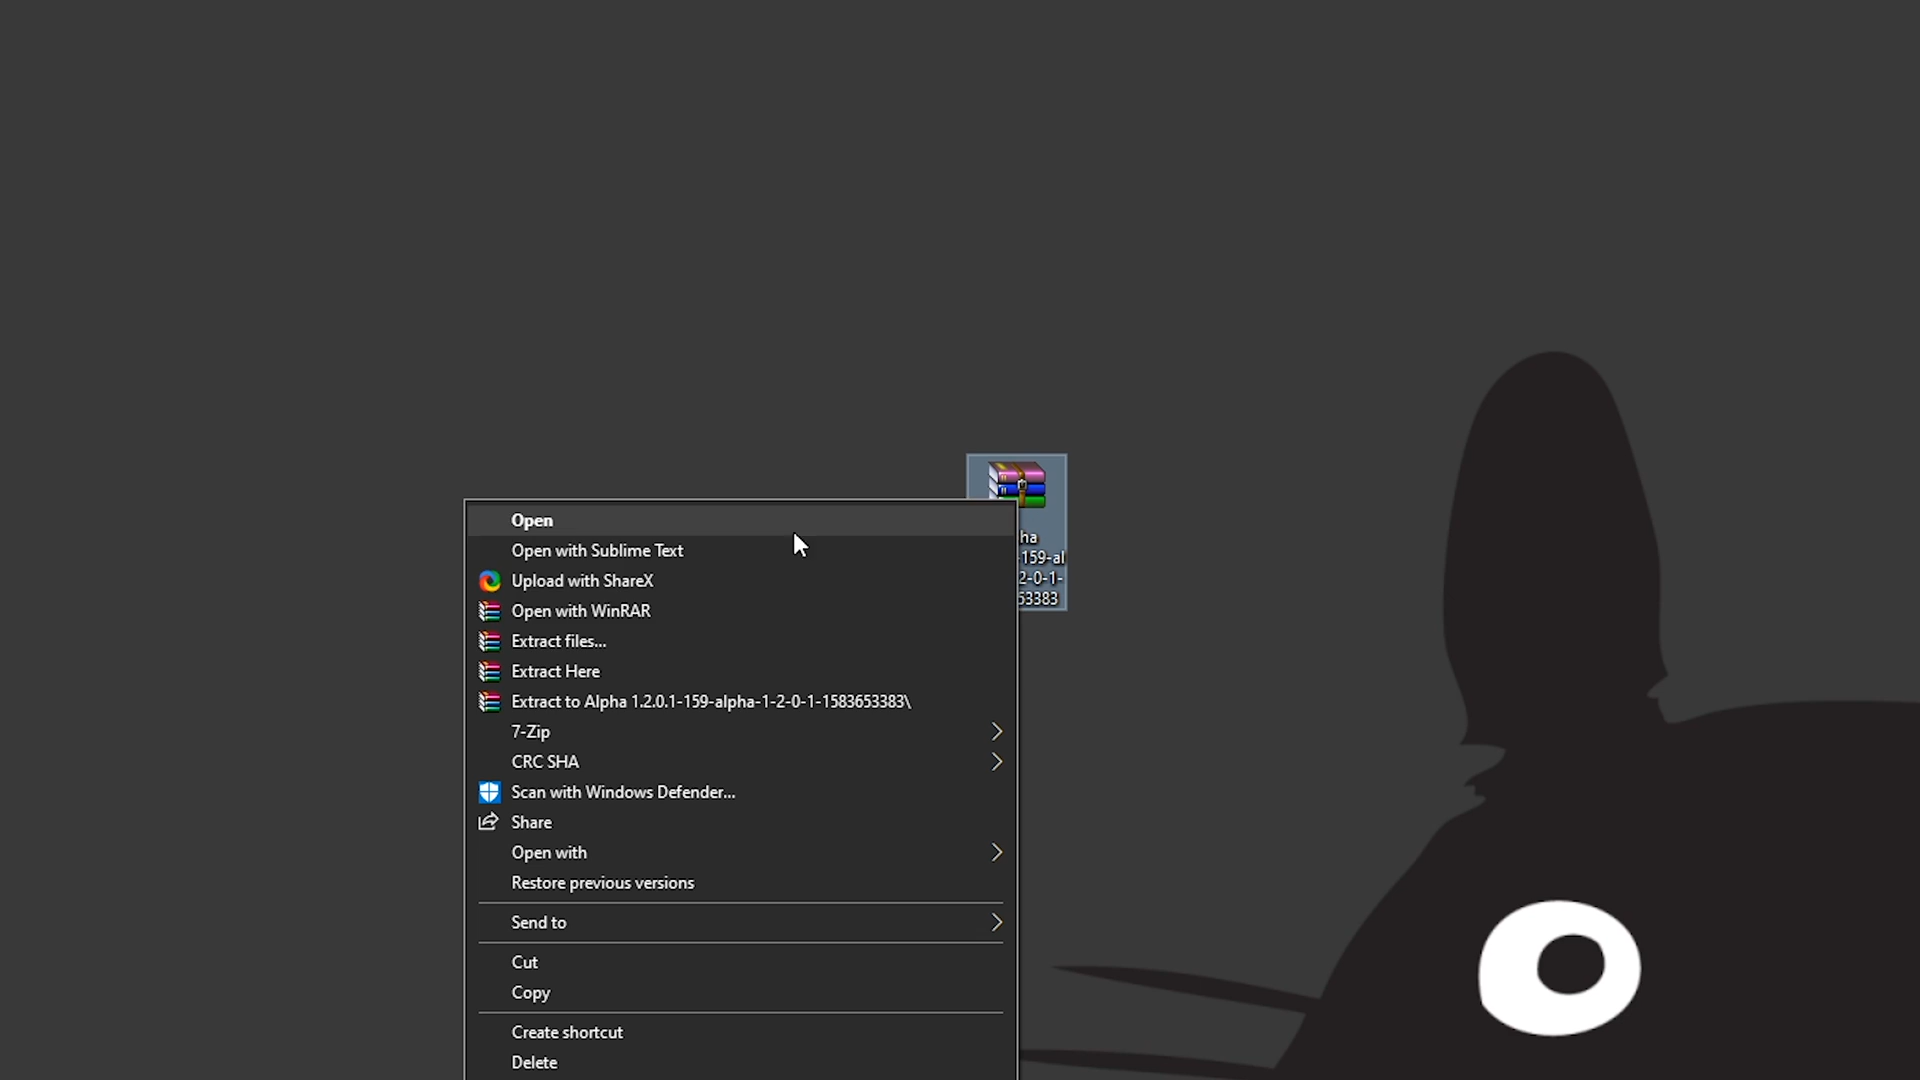 Open
Open with Sublime Text
Upload with ShareX
Open with WinRAR
Extract files...
Extract Here
Extract to Alpha 1.2.0.1-159-alpha-1-2-0-1-1583653383\
7-Zip
CRC SHA
Scan with Windows Defender...
Share
Open with
Restore previous versions
Send to
Cut
Copy
Create shortcut
Delete
ha
-159-al
2-0-1-
53383